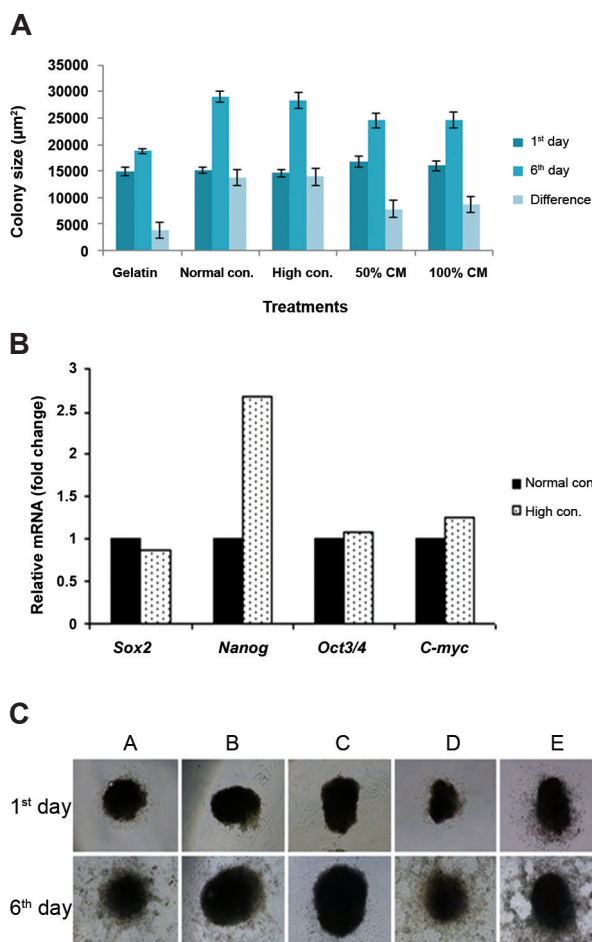 A
Colony size (µm²)
35000
30000
25000
20000
15000
10000
5000
0
Gelatin Normal con. High con. 50% CM 100% CM
Treatments
1st day
6th day
Difference
B
Relative mRNA (fold change)
3
2.5
2
1.5
1
0.5
0
Sox2 Nanog Oct3/4 C-myc
Normal con
High con.
C
A B C D E
1st day
6th day